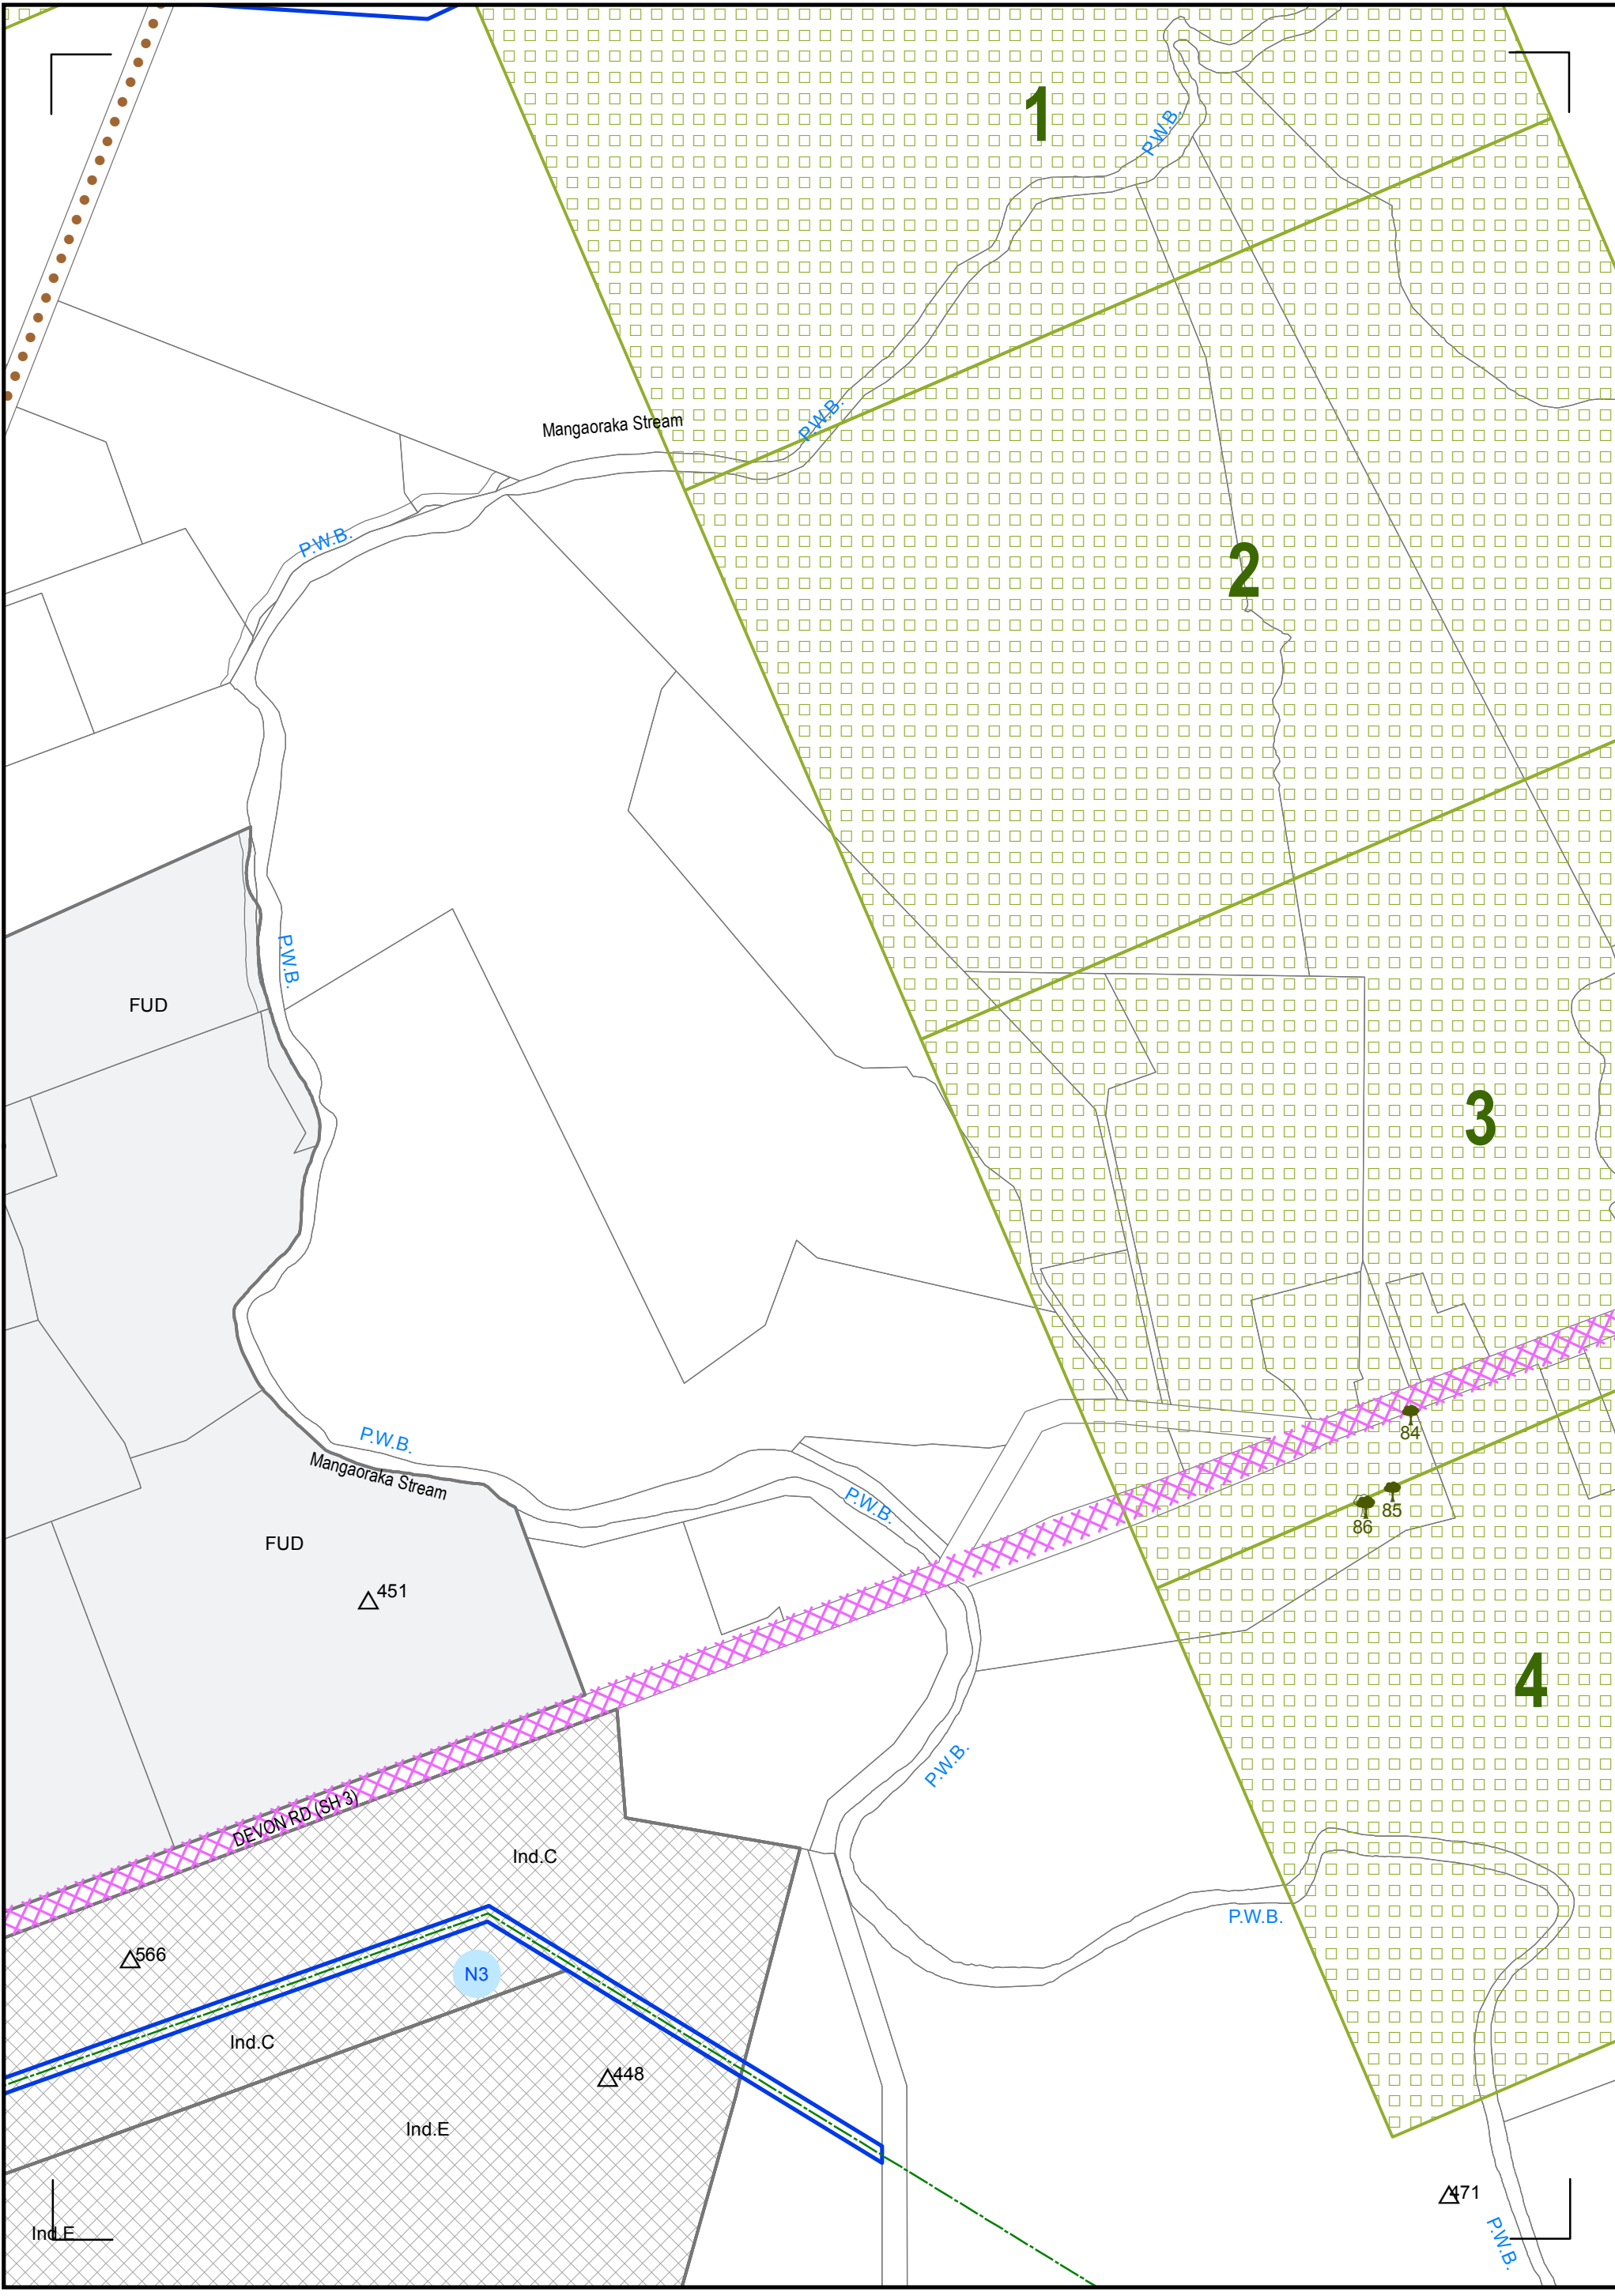 1
P.W.B.
P.W.B.
Mangaoraka Stream
P.W.B.
2
P.W.B.
FUD
3
84
P.W.B.
Mangaoraka Stream
P.W.B.
85
86
FUD
451
4
P.W.B.
DEVON RD (SH 3)
Ind.C
P.W.B.
566
N3
Ind.C
448
Ind.E
471
Ind.E
P.W.B.